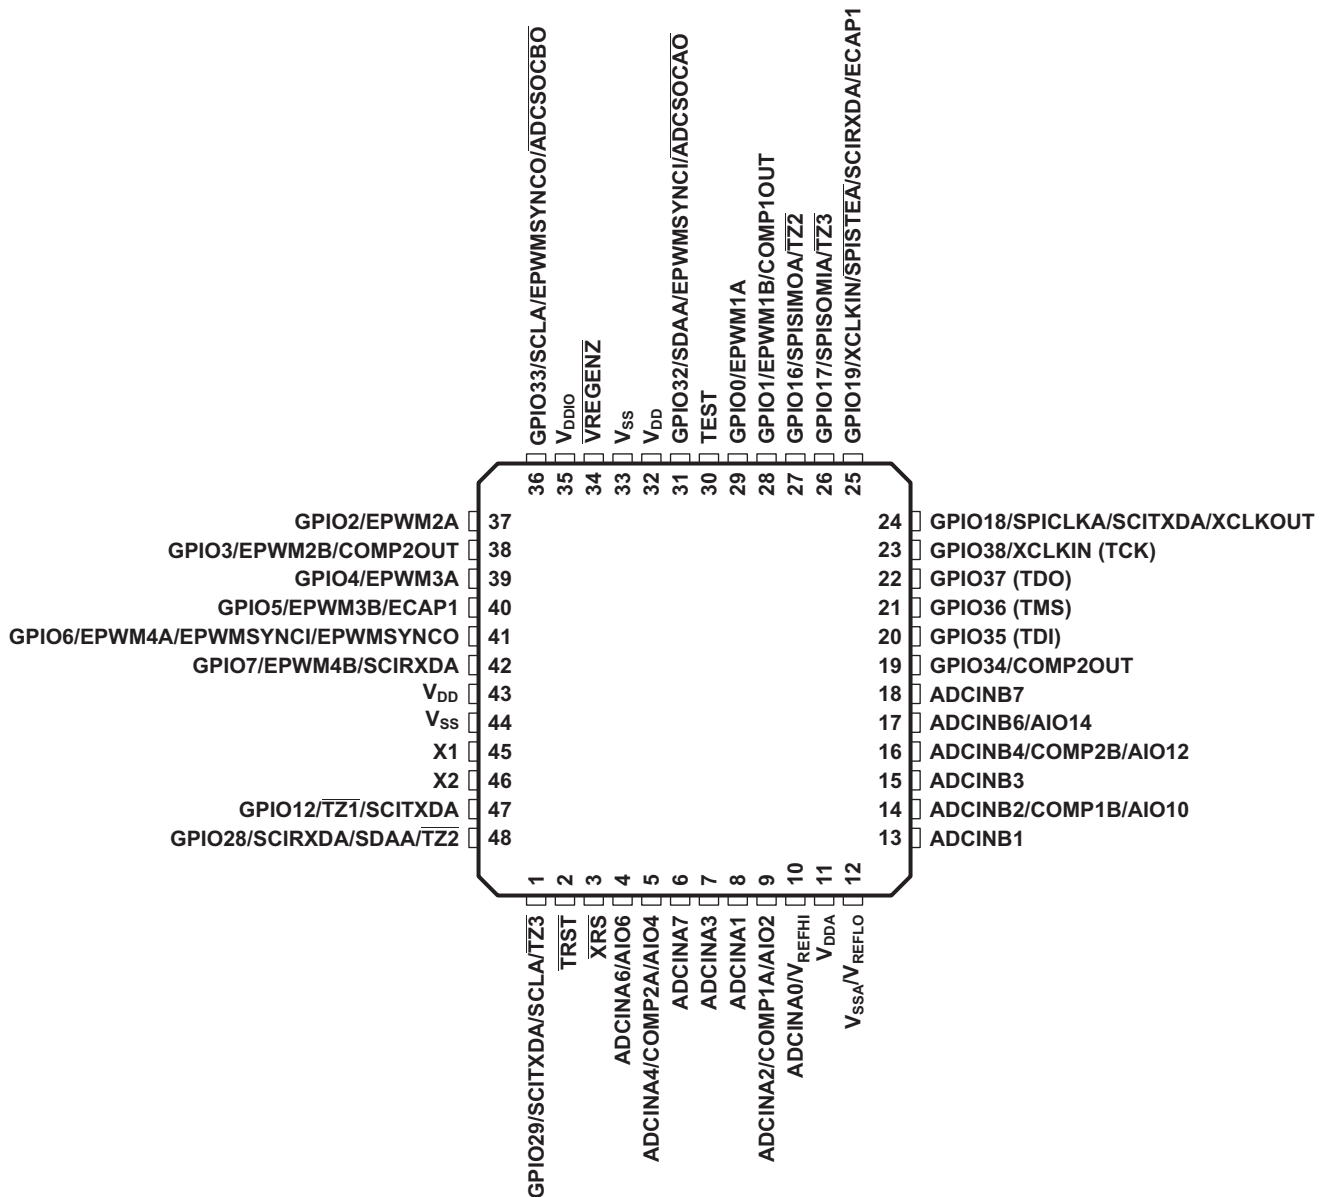 GPIO33/SCLA/EPWMSYNCO/ADCSOCBO
VDDIO
VREGENZ
VSS
VDD
GPIO32/SDAA/EPWMSYNCI/ADCSOCAO
TEST
GPIO0/EPWM1A
GPIO1/EPWM1B/COMP1OUT
GPIO16/SPISIMOA/TZ2
GPIO17/SPISOMIA/TZ3
GPIO19/XCLKIN/SPISTEA/SCIRXDA/ECAP1
36
35
34
33
32
31
30
29
28
27
26
25
GPIO2/EPWM2A 37
GPIO3/EPWM2B/COMP2OUT 38
GPIO4/EPWM3A 39
GPIO5/EPWM3B/ECAP1 40
GPIO6/EPWM4A/EPWMSYNCI/EPWMSYNCO 41
GPIO7/EPWM4B/SCIRXDA 42
VDD 43
VSS 44
X1 45
X2 46
GPIO12/TZ1/SCITXDA 47
GPIO28/SCIRXDA/SDAA/TZ2 48
24 GPIO18/SPICLKA/SCITXDA/XCLKOUT
23 GPIO38/XCLKIN (TCK)
22 GPIO37 (TDO)
21 GPIO36 (TMS)
20 GPIO35 (TDI)
19 GPIO34/COMP2OUT
18 ADCINB7
17 ADCINB6/AIO14
16 ADCINB4/COMP2B/AIO12
15 ADCINB3
14 ADCINB2/COMP1B/AIO10
13 ADCINB1
1
2
3
4
5
6
7
8
9
10
11
12
GPIO29/SCITXDA/SCLA/TZ3
TRST
XRS
ADCINA6/AIO6
ADCINA4/COMP2A/AIO4
ADCINA7
ADCINA3
ADCINA1
ADCINA2/COMP1A/AIO2
ADCINA0/VREFHI
VDDA
VSSA/VREFLO